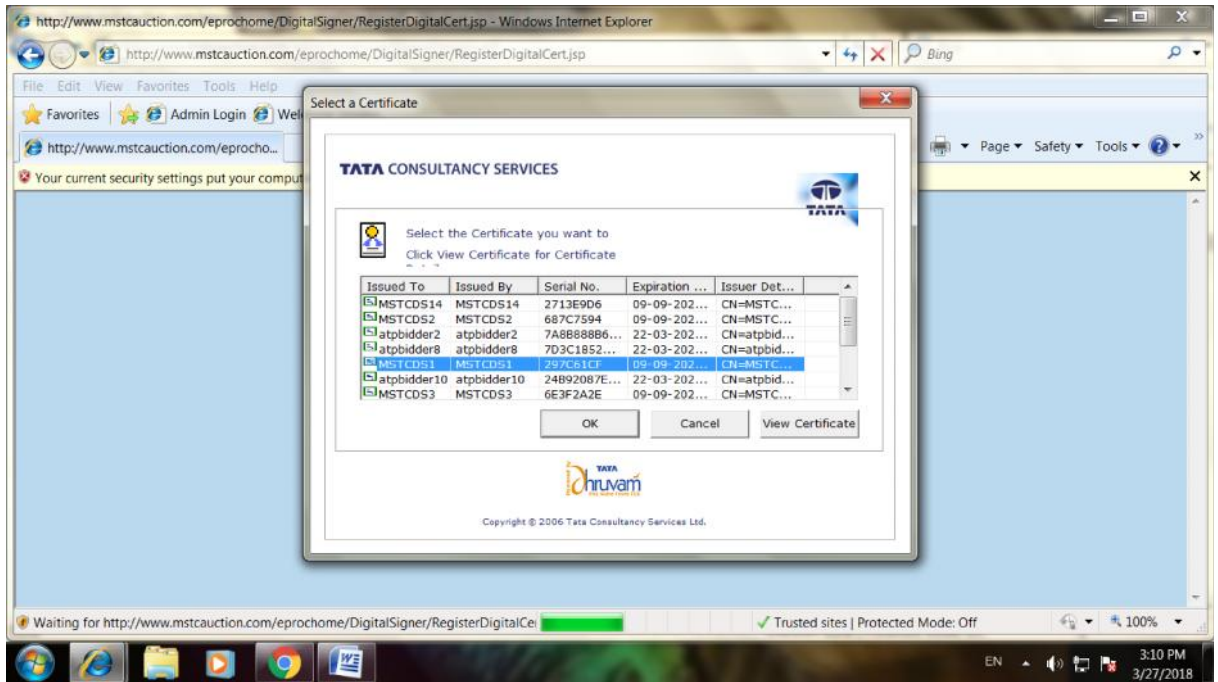 http://www.mstcauction.com/eprochome/DigitalSigner/RegisterDigitalCert.jsp - Windows Internet Explorer
http://www.mstcauction.com/eprochome/DigitalSigner/RegisterDigitalCert.jsp Bing
File Edit View Favorites Tools Help
Favorites Admin Login Wel
http://www.mstcauction.com/eprocho... Page Safety Tools
Your current security settings put your comput
Select a Certificate
TATA CONSULTANCY SERVICES
TATA
Select the Certificate you want to
Click View Certificate for Certificate
Issued To Issued By Serial No. Expiration ... Issuer Det...
MSTCDS14 MSTCDS14 2713E9D6 09-09-202... CN=MSTC...
MSTCDS2 MSTCDS2 687C7594 09-09-202... CN=MSTC...
atpbidder2 atpbidder2 7A8B888B6... 22-03-202... CN=atpbid...
atpbidder8 atpbidder8 7D3C1852... 22-03-202... CN=atpbid...
MSTCDS1 MSTCDS1 297C61CF 09-09-202... CN=MSTC...
atpbidder10 atpbidder10 24B92087E... 22-03-202... CN=atpbid...
MSTCDS3 MSTCDS3 6E3F2A2E 09-09-202... CN=MSTC...
OK Cancel View Certificate
TATA
Dhruvam
Copyright © 2006 Tata Consultancy Services Ltd.
Waiting for http://www.mstcauction.com/eprochome/DigitalSigner/RegisterDigitalCe Trusted sites | Protected Mode: Off 100%
EN 3:10 PM
3/27/2018